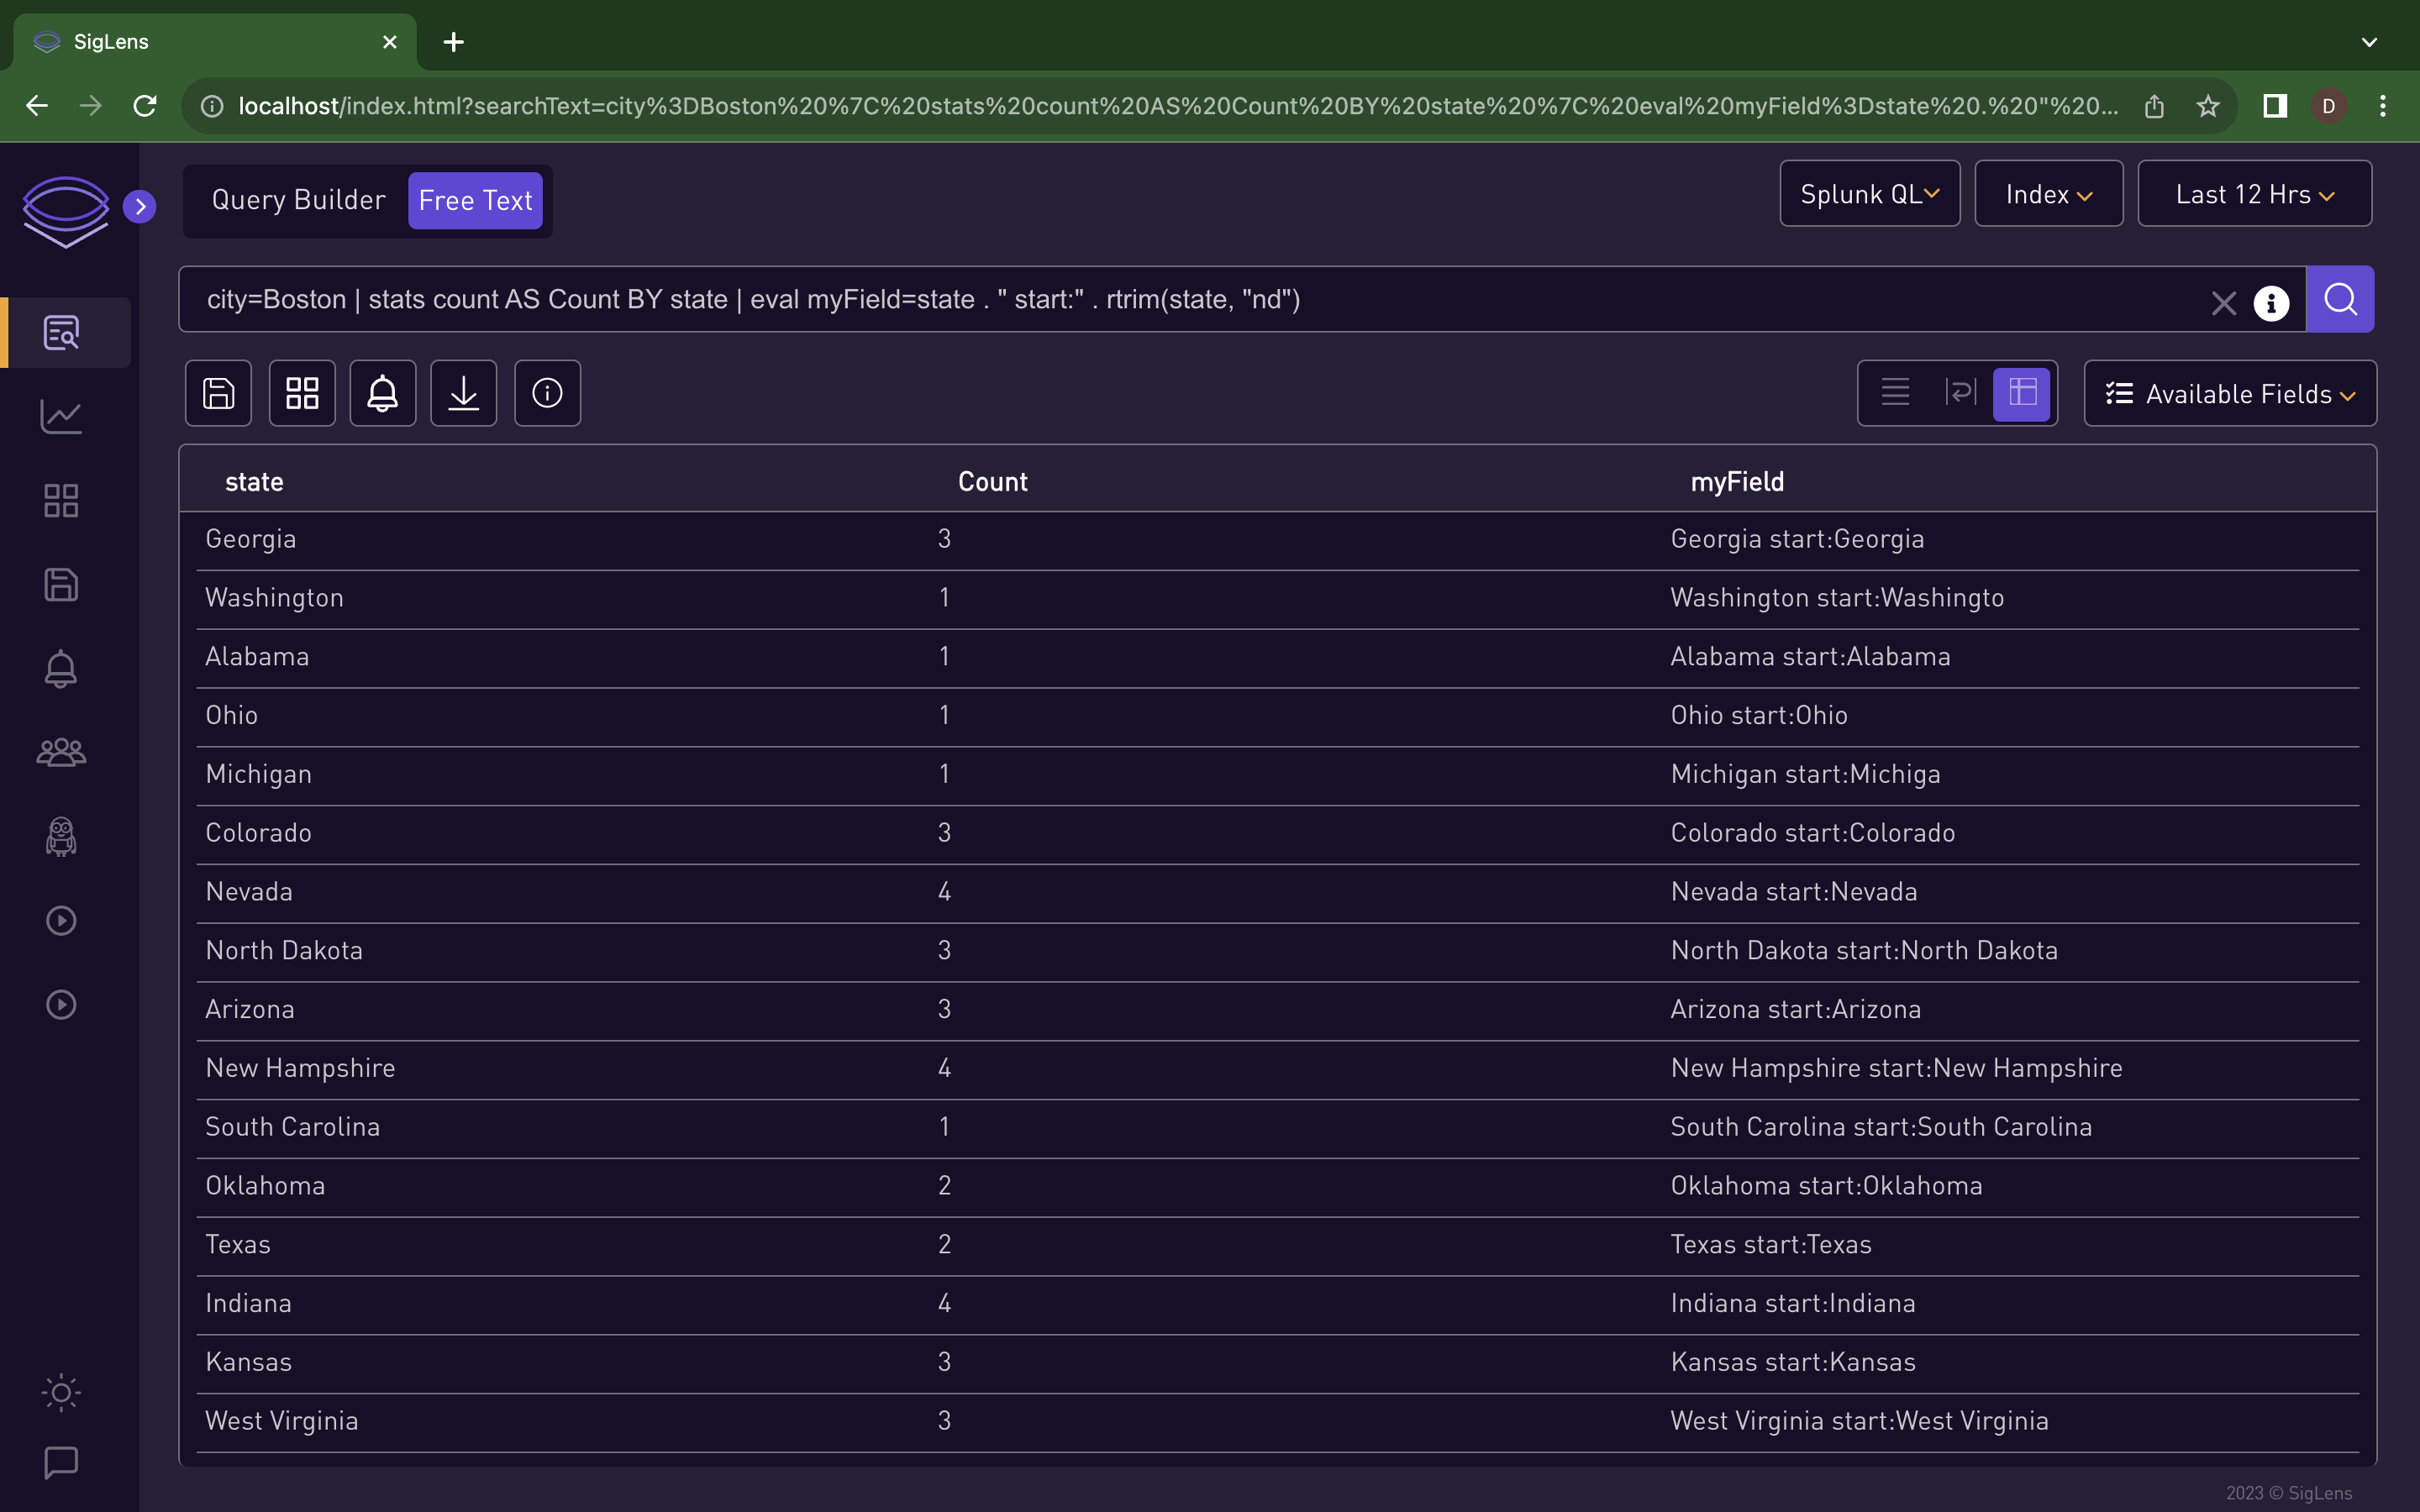 SigLens
localhost/index.html?searchText=city%3DBoston%20%7C%20stats%20count%20AS%20Count%20BY%20state%20%7C%20eval%20myField%3Dstate%20.%20"%20...
D
Query Builder Free Text Splunk QL Index Last 12 Hrs
city=Boston | stats count AS Count BY state | eval myField=state . " start:" . rtrim(state, "nd")
Available Fields
state Count myField
Georgia 3 Georgia start:Georgia
Washington 1 Washington start:Washingto
Alabama 1 Alabama start:Alabama
Ohio 1 Ohio start:Ohio
Michigan 1 Michigan start:Michiga
Colorado 3 Colorado start:Colorado
Nevada 4 Nevada start:Nevada
North Dakota 3 North Dakota start:North Dakota
Arizona 3 Arizona start:Arizona
New Hampshire 4 New Hampshire start:New Hampshire
South Carolina 1 South Carolina start:South Carolina
Oklahoma 2 Oklahoma start:Oklahoma
Texas 2 Texas start:Texas
Indiana 4 Indiana start:Indiana
Kansas 3 Kansas start:Kansas
West Virginia 3 West Virginia start:West Virginia
2023 © SigLens